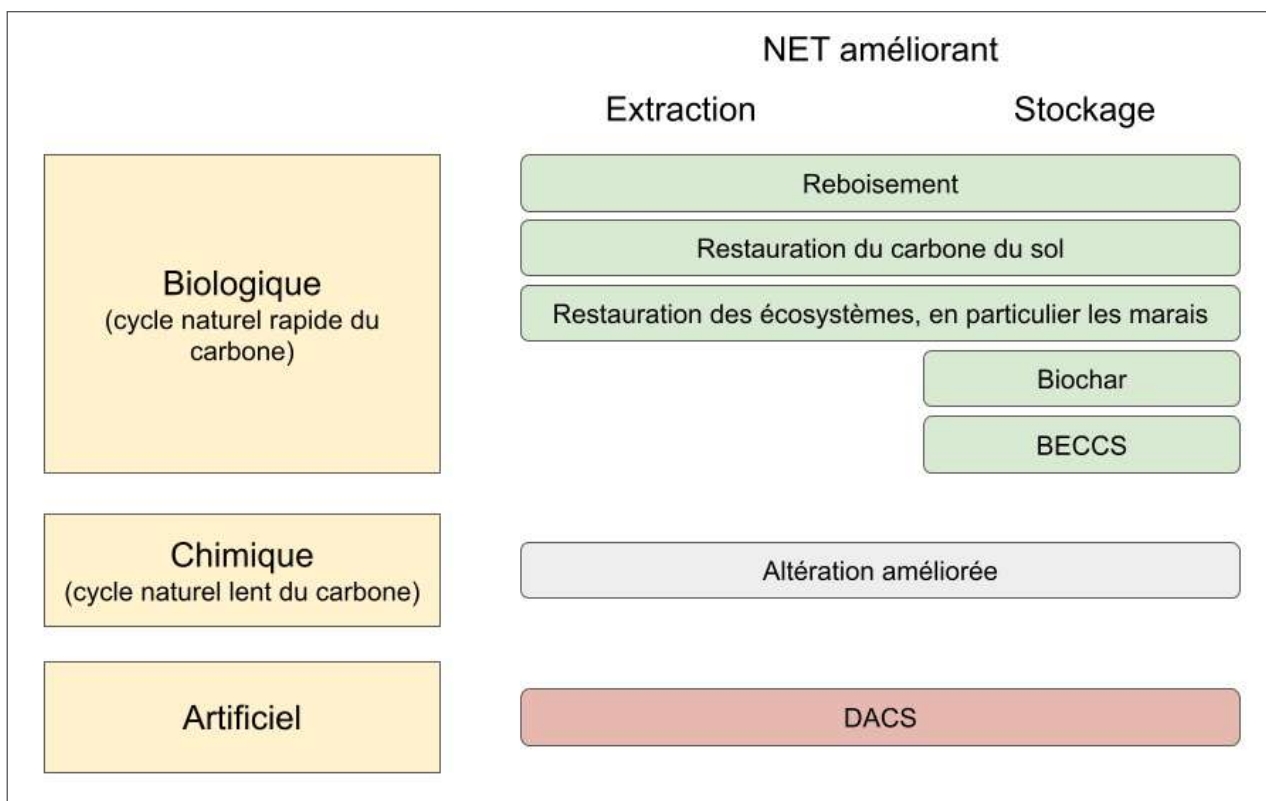 NET améliorant
Extraction
Stockage
Biologique
(cycle naturel rapide du
carbone)
Reboisement
Restauration du carbone du sol
Restauration des écosystèmes, en particulier les marais
Biochar
BECCS
Chimique
(cycle naturel lent du carbone)
Altération améliorée
Artificiel
DACS